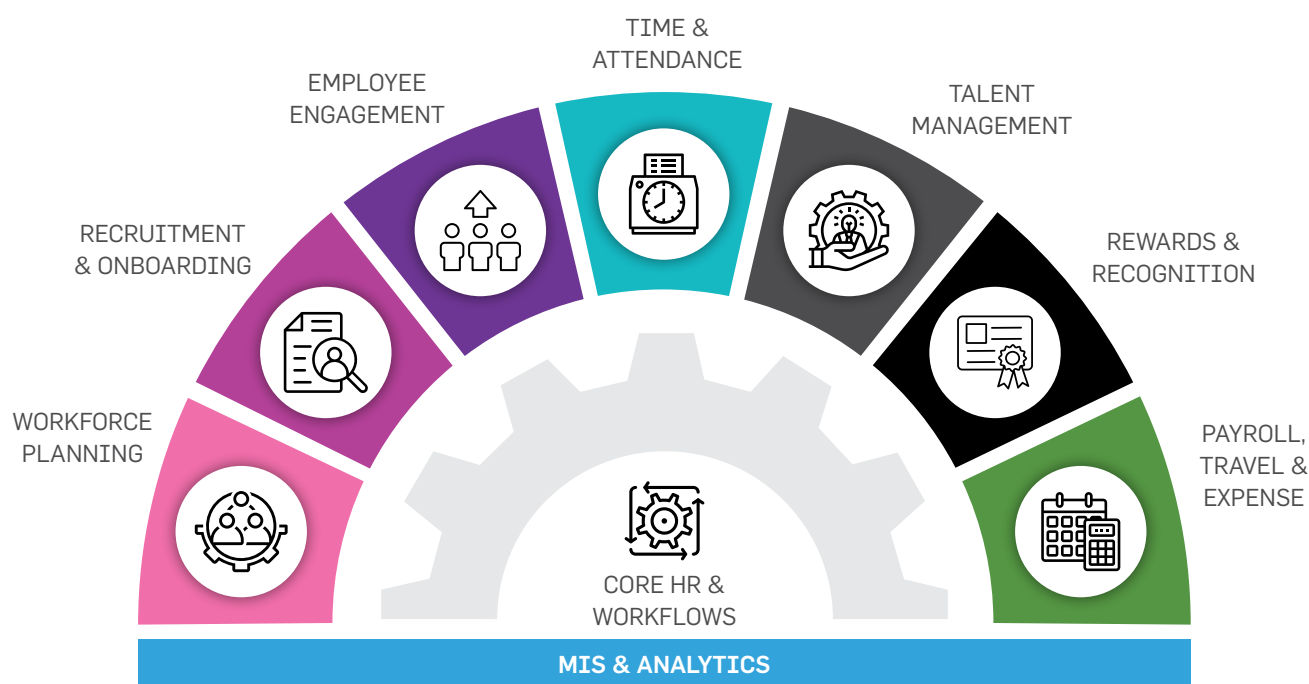 TIME &
ATTENDANCE
EMPLOYEE
ENGAGEMENT
TALENT
MANAGEMENT
RECRUITMENT
& ONBOARDING
REWARDS &
RECOGNITION
WORKFORCE
PLANNING
PAYROLL,
TRAVEL &
EXPENSE
CORE HR &
WORKFLOWS
MIS & ANALYTICS